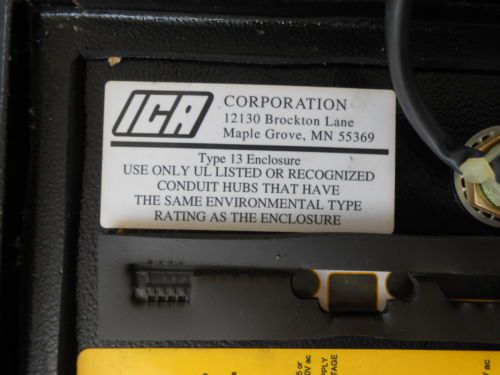 ICA
CORPORATION
12130 Brockton Lane
Maple Grove, MN 55369
Type 13 Enclosure
USE ONLY UL LISTED OR RECOGNIZED
CONDUIT HUBS THAT HAVE
THE SAME ENVIRONMENTAL TYPE
RATING AS THE ENCLOSURE